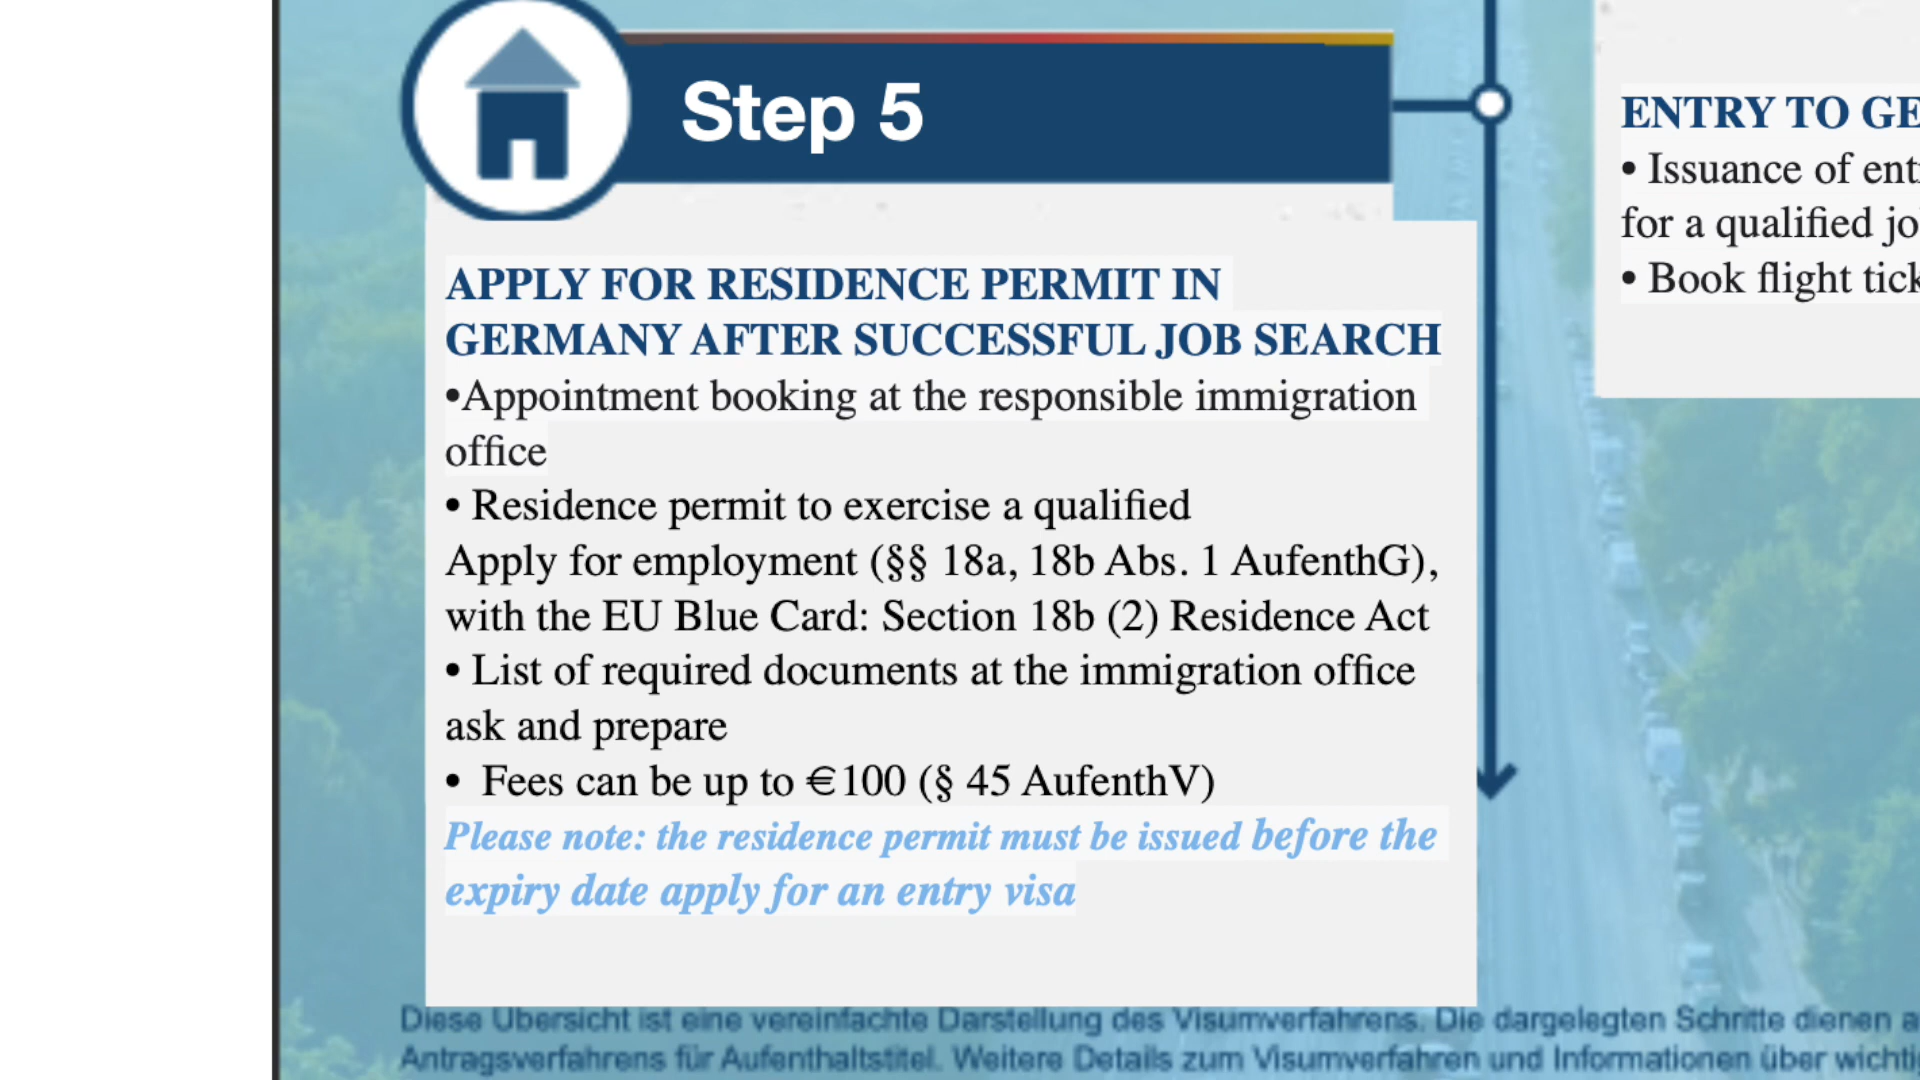 Step 5
APPLY FOR RESIDENCE PERMIT IN
GERMANY AFTER SUCCESSFUL JOB SEARCH
•Appointment booking at the responsible immigration
office
• Residence permit to exercise a qualified
Apply for employment (§§ 18a, 18b Abs. 1 AufenthG),
with the EU Blue Card: Section 18b (2) Residence Act
• List of required documents at the immigration office
ask and prepare
• Fees can be up to €100 (§ 45 AufenthV)
Please note: the residence permit must be issued before the
expiry date apply for an entry visa
ENTRY TO
• Issuance of
for a qualified
• Book flight
Diese Übersicht ist eine vereinfachte Darstellung des Visumverfahrens. Die dargelegten Schritte dienen
Antragsverfahrens für Aufenthaltstitel. Weitere Details zum Visumverfahren und Informationen über